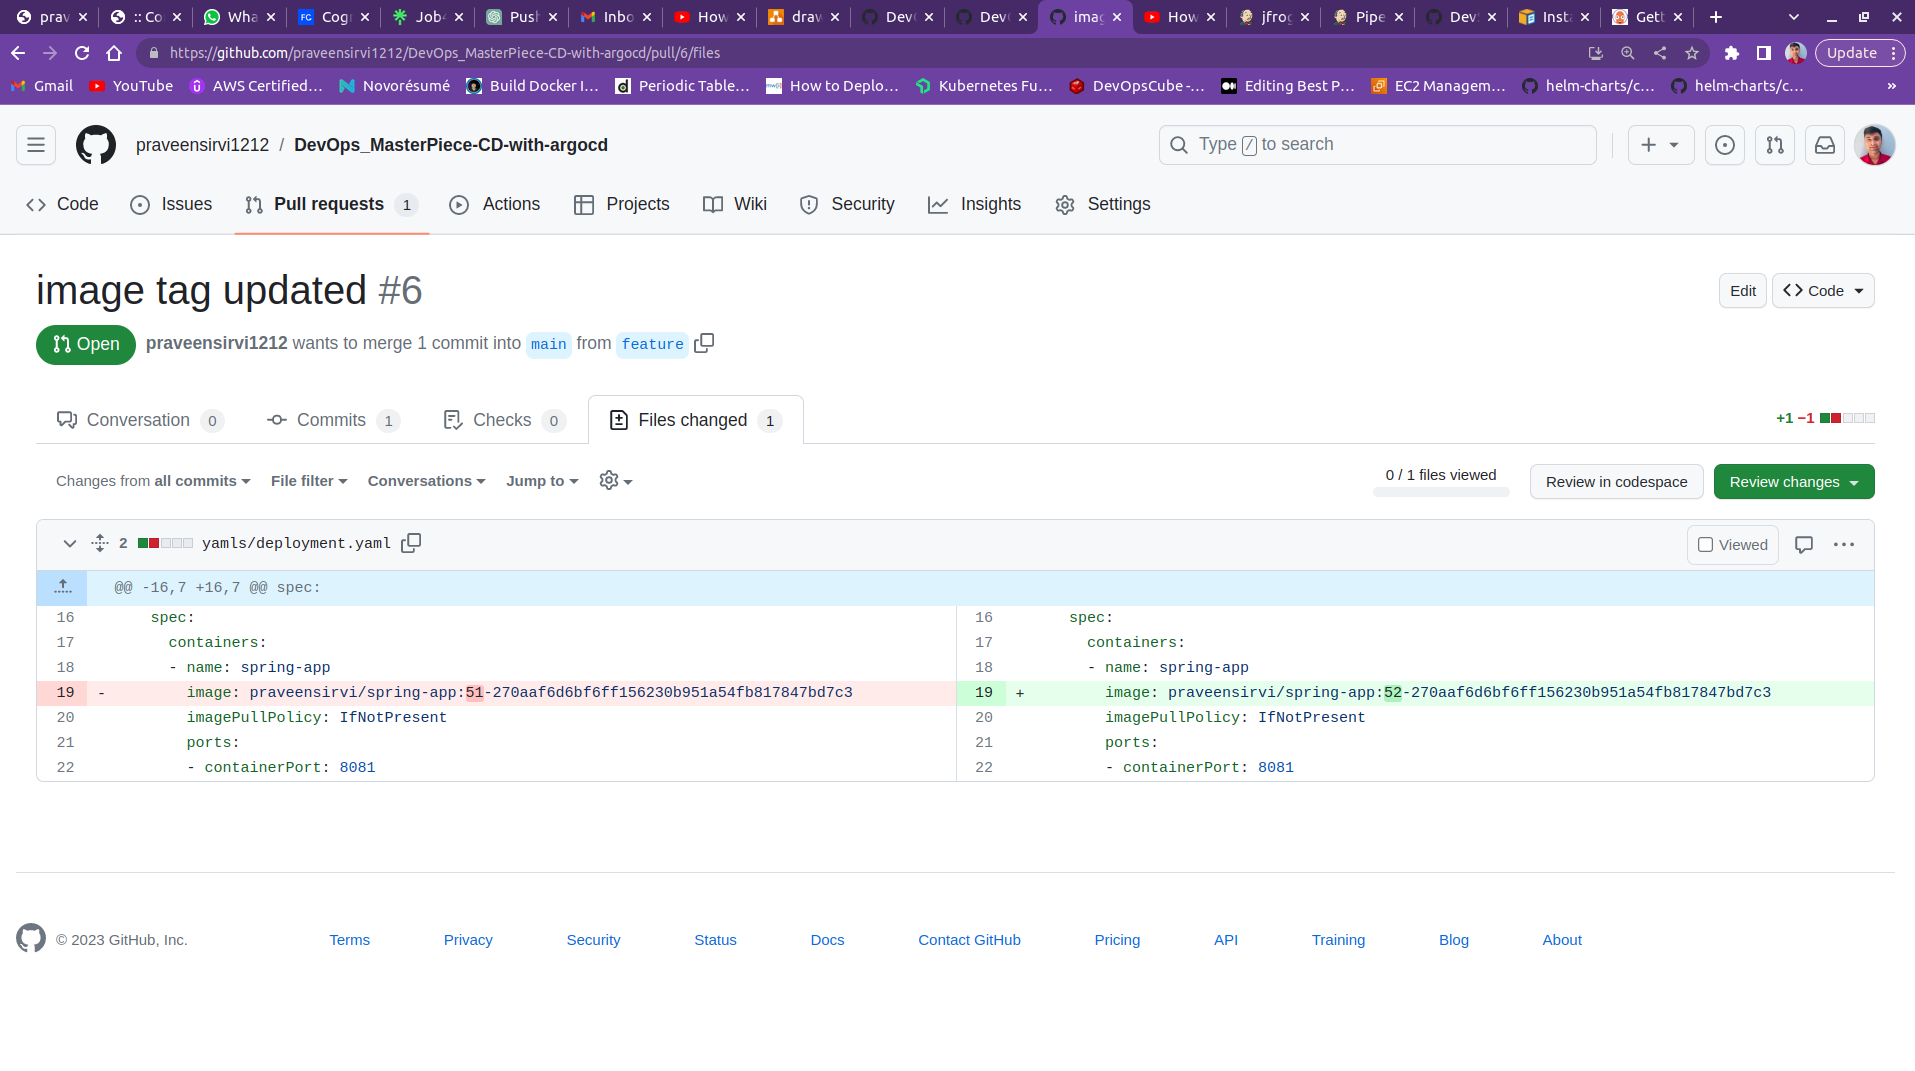 prav
:: Co
Wha
Cogn
Job
Push
Inbo
How
draw
Dev
Dev
imag
How
jfrog
Pipe
Dev
Insta
Gett
https://github.com/praveensirvi1212/DevOps_MasterPiece-CD-with-argocd/pull/6/files
Update
Gmail
YouTube
AWS Certified…
Novorésumé
Build Docker I…
Periodic Table…
How to Deplo…
Kubernetes Fu…
DevOpsCube -…
Editing Best P…
EC2 Managem…
helm-charts/c…
helm-charts/c…
»
praveensirvi1212 / DevOps_MasterPiece-CD-with-argocd
Type / to search
Code
Issues
Pull requests 1
Actions
Projects
Wiki
Security
Insights
Settings
image tag updated #6
Edit
Code
Open
praveensirvi1212 wants to merge 1 commit into main from feature
Conversation 0
Commits 1
Checks 0
Files changed 1
+1 −1
Changes from all commits
File filter
Conversations
Jump to
0 / 1 files viewed
Review in codespace
Review changes
2 yamls/deployment.yaml
Viewed
@@ -16,7 +16,7 @@ spec:
16 spec:
17 containers:
18 - name: spring-app
19 - image: praveensirvi/spring-app:51-270aaf6d6bf6ff156230b951a54fb817847bd7c3
20 imagePullPolicy: IfNotPresent
21 ports:
22 - containerPort: 8081
16 spec:
17 containers:
18 - name: spring-app
19 + image: praveensirvi/spring-app:52-270aaf6d6bf6ff156230b951a54fb817847bd7c3
20 imagePullPolicy: IfNotPresent
21 ports:
22 - containerPort: 8081
© 2023 GitHub, Inc.
Terms
Privacy
Security
Status
Docs
Contact GitHub
Pricing
API
Training
Blog
About